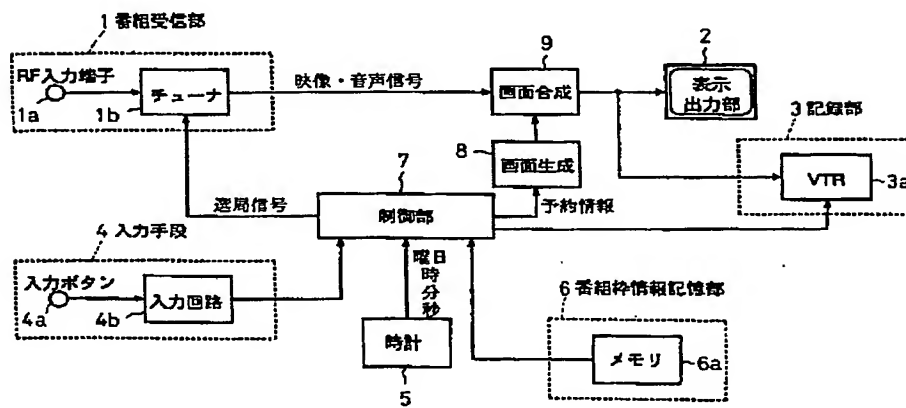 1 番組受信部
RF入力端子
1a
チューナ
1b
映像・音声信号
9
画面合成
2
表示
出力部
3 記録部
VTR
3a
8
画面生成
7
制御部
選局信号
予約情報
4 入力手段
入力ボタン
4a
入力回路
4b
曜日
時
分
秒
時計
5
6 番組枠情報記憶部
メモリ
6a